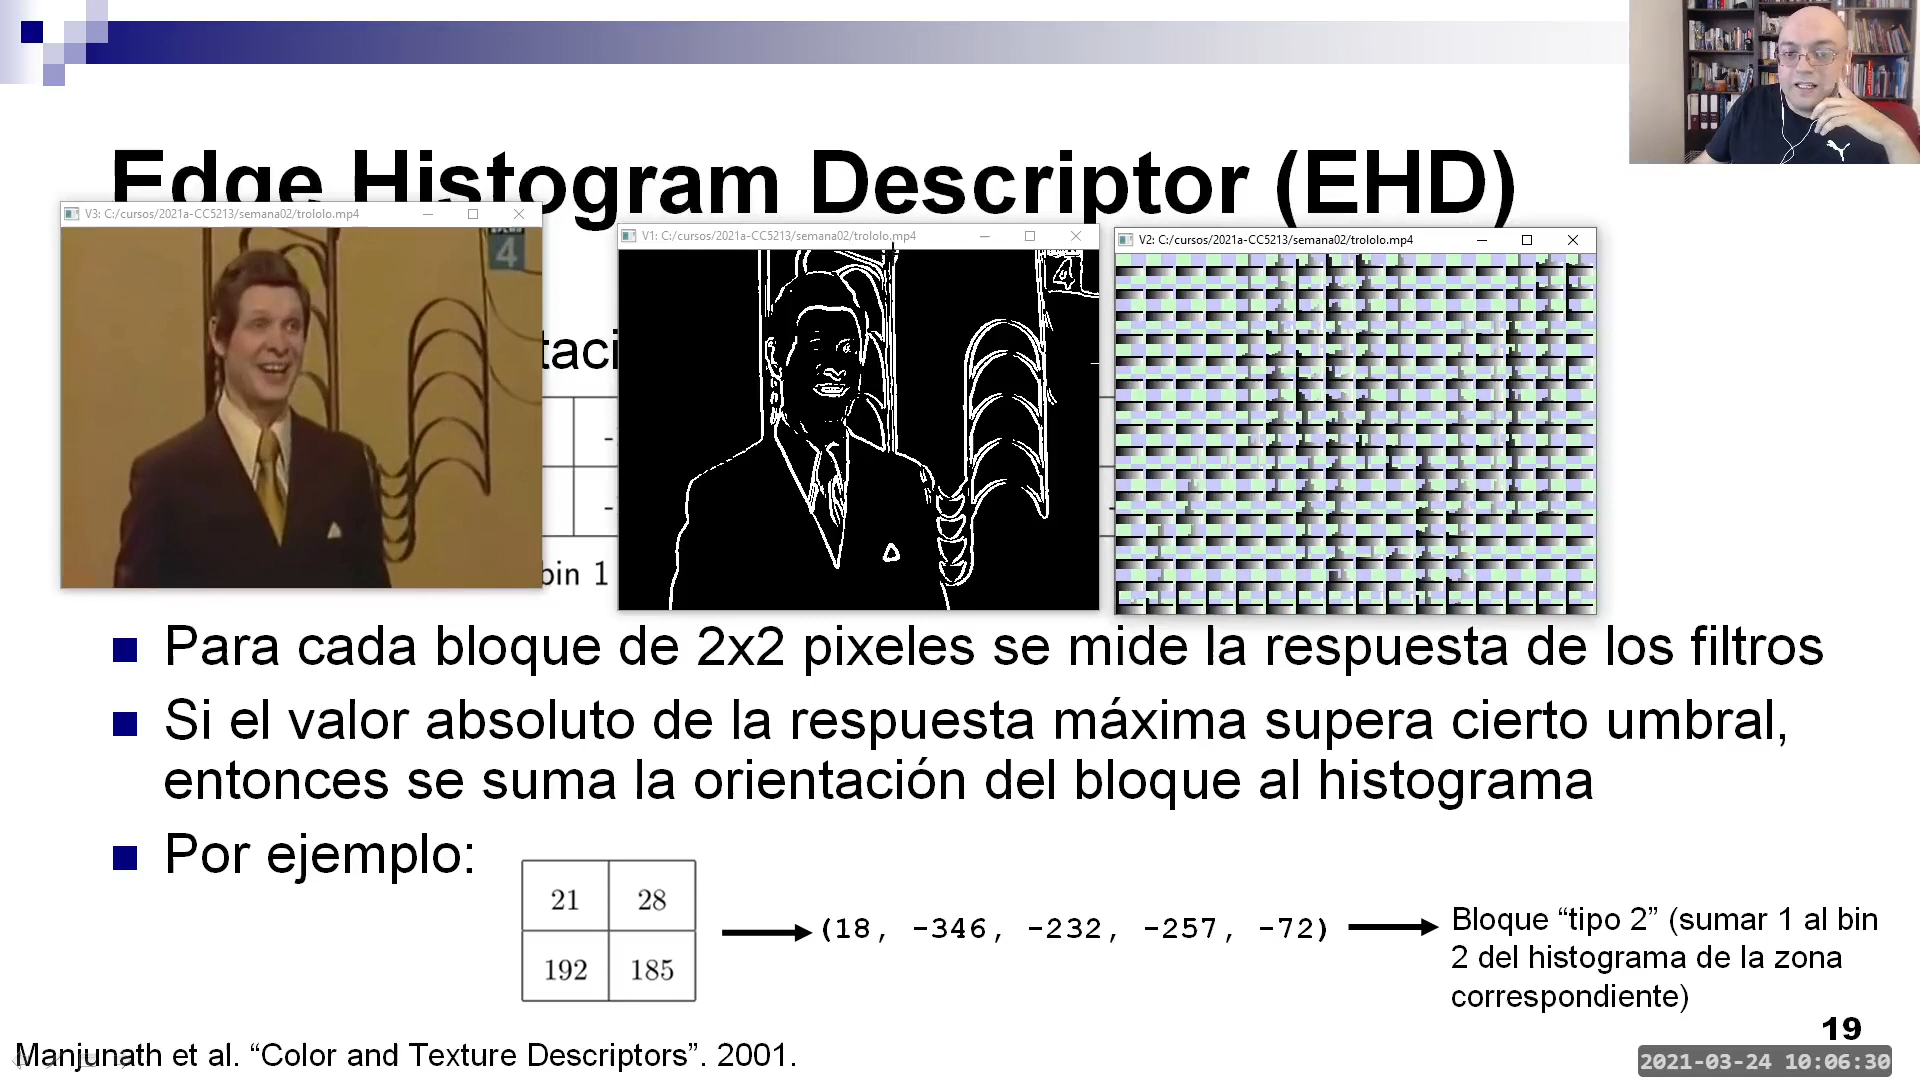 Edge Histogram Descriptor (EHD)
V3: C:/cursos/2021a-CC5213/semana02/trololo.mp4
V1: C:/cursos/2021a-CC5213/semana02/trololo.mp4
V2: C:/cursos/2021a-CC5213/semana02/trololo.mp4
4
4
taci
-
-
bin 1
Para cada bloque de 2x2 pixeles se mide la respuesta de los filtros
Si el valor absoluto de la respuesta máxima supera cierto umbral,
entonces se suma la orientación del bloque al histograma
Por ejemplo:
21 28
192 185
(18, -346, -232, -257, -72)
Bloque “tipo 2” (sumar 1 al bin
2 del histograma de la zona
correspondiente)
19
Manjunath et al. “Color and Texture Descriptors”. 2001.
2021-03-24 10:06:30